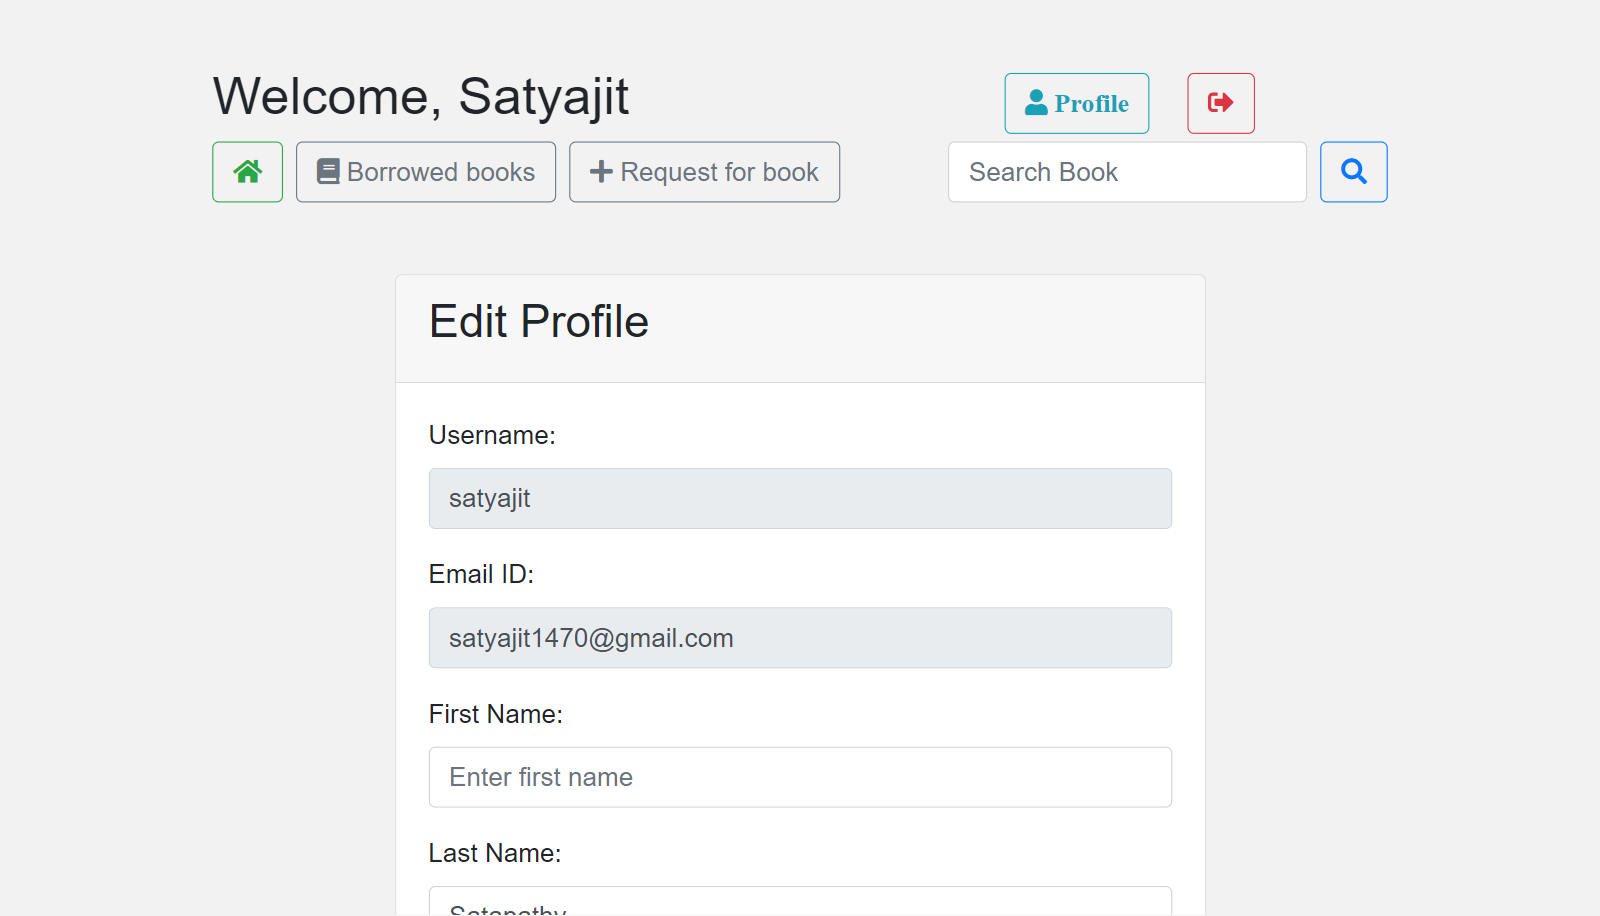 Welcome, Satyajit
Profile
Borrowed books
Request for book
Search Book
Edit Profile
Username:
satyajit
Email ID:
satyajit1470@gmail.com
First Name:
Enter first name
Last Name:
Satapathy